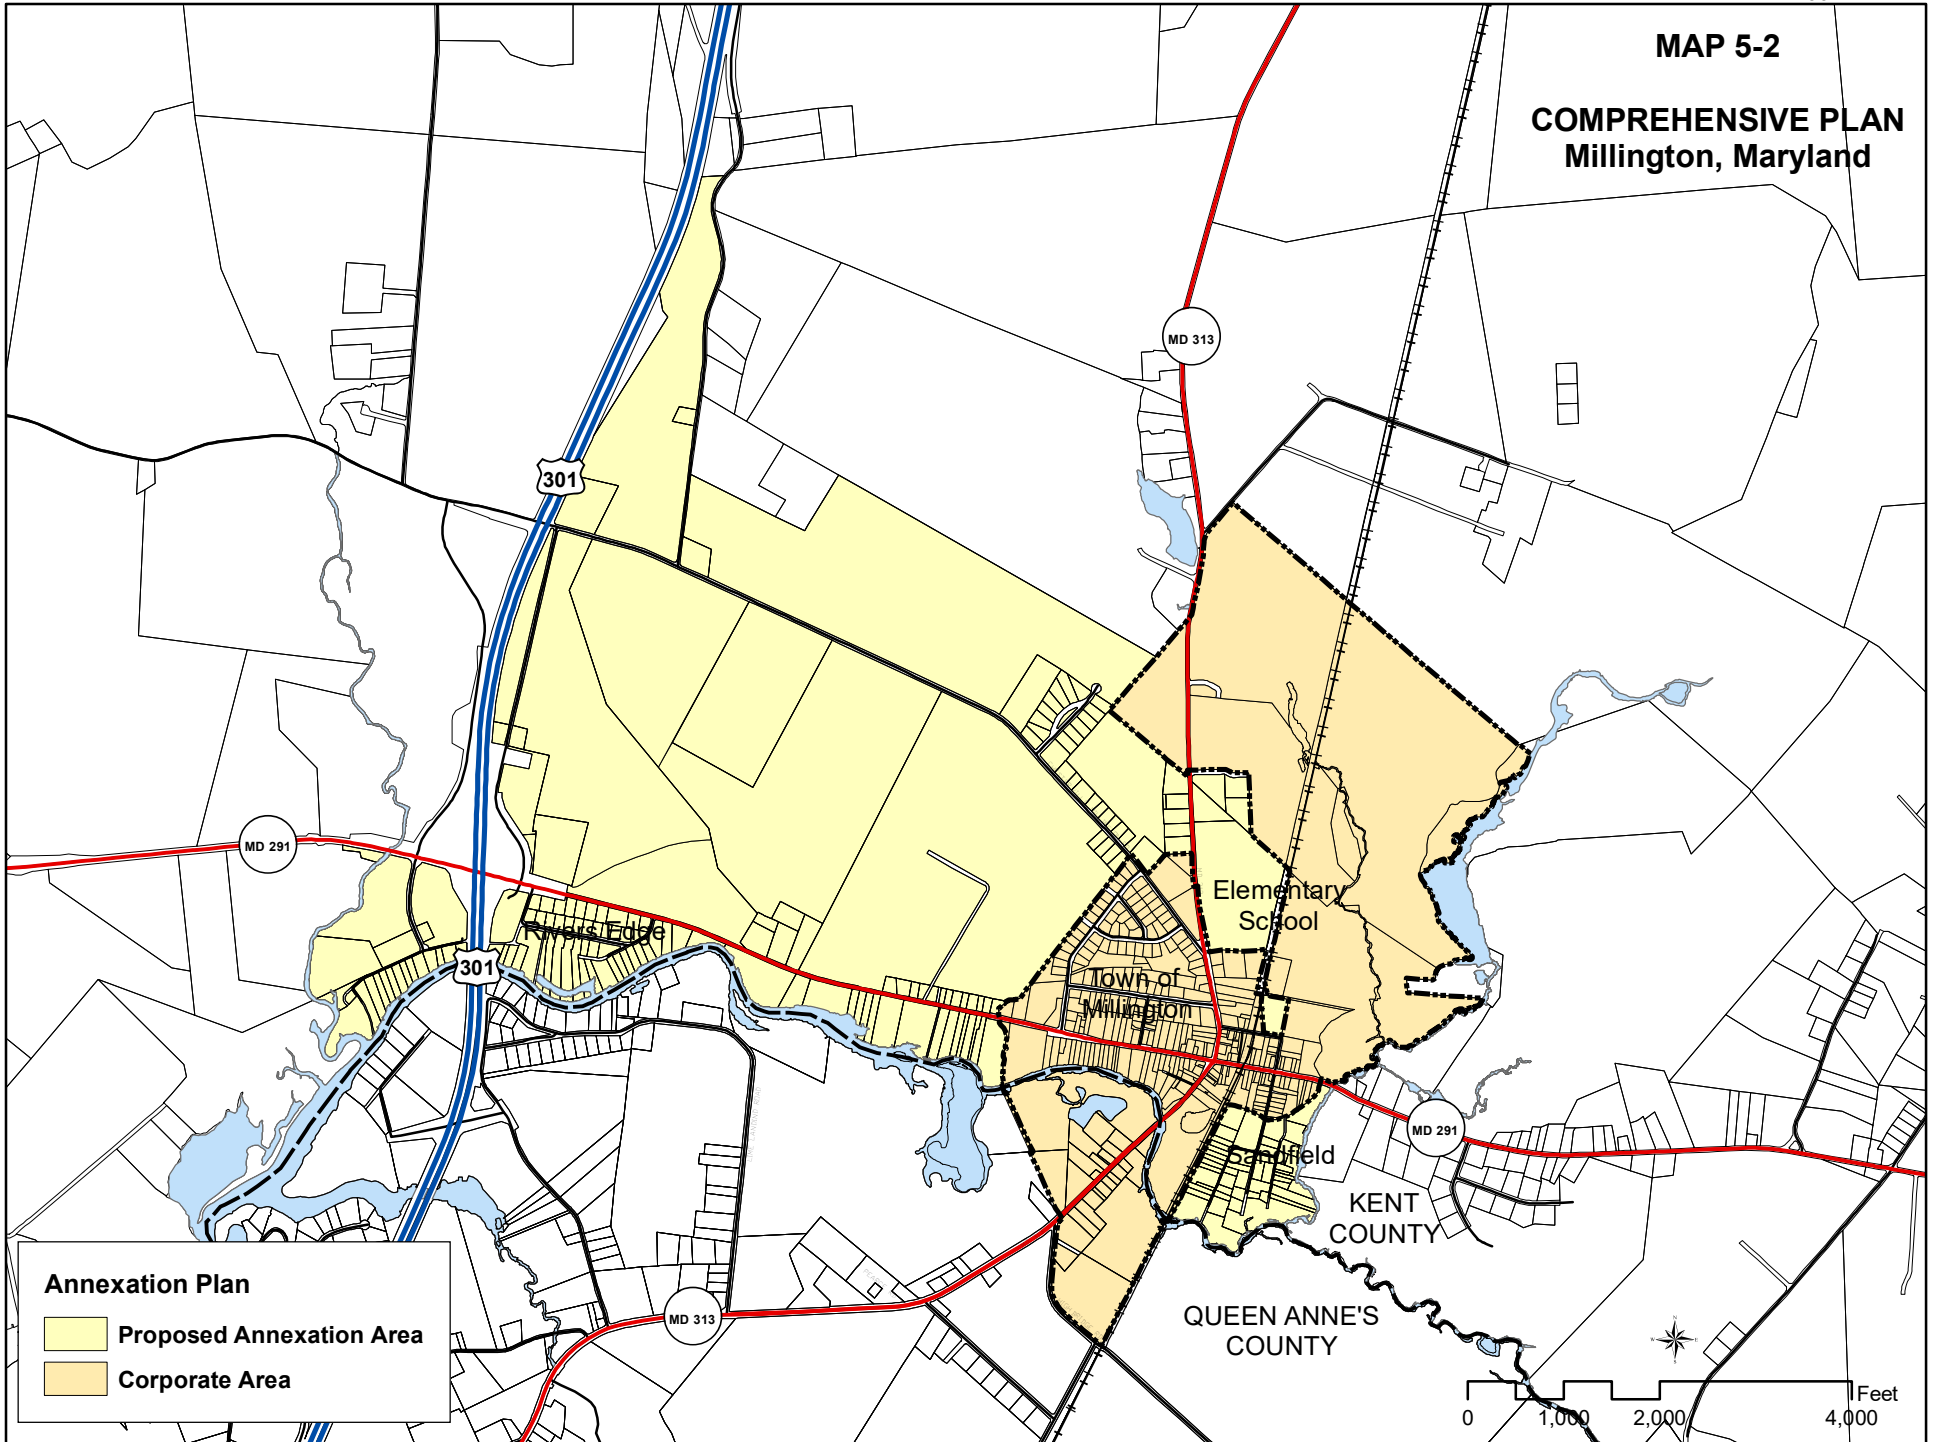 MAP 5-2
COMPREHENSIVE PLAN
Millington, Maryland
MD 313
301
MD 291
Elementary
School
Rivers Edge
301
Town of
Millington
MD 291
Sandfield
KENT
COUNTY
QUEEN ANNE'S
COUNTY
MD 313
Annexation Plan
Proposed Annexation Area
Corporate Area
N
W
E
S
Feet
0
1,000
2,000
4,000